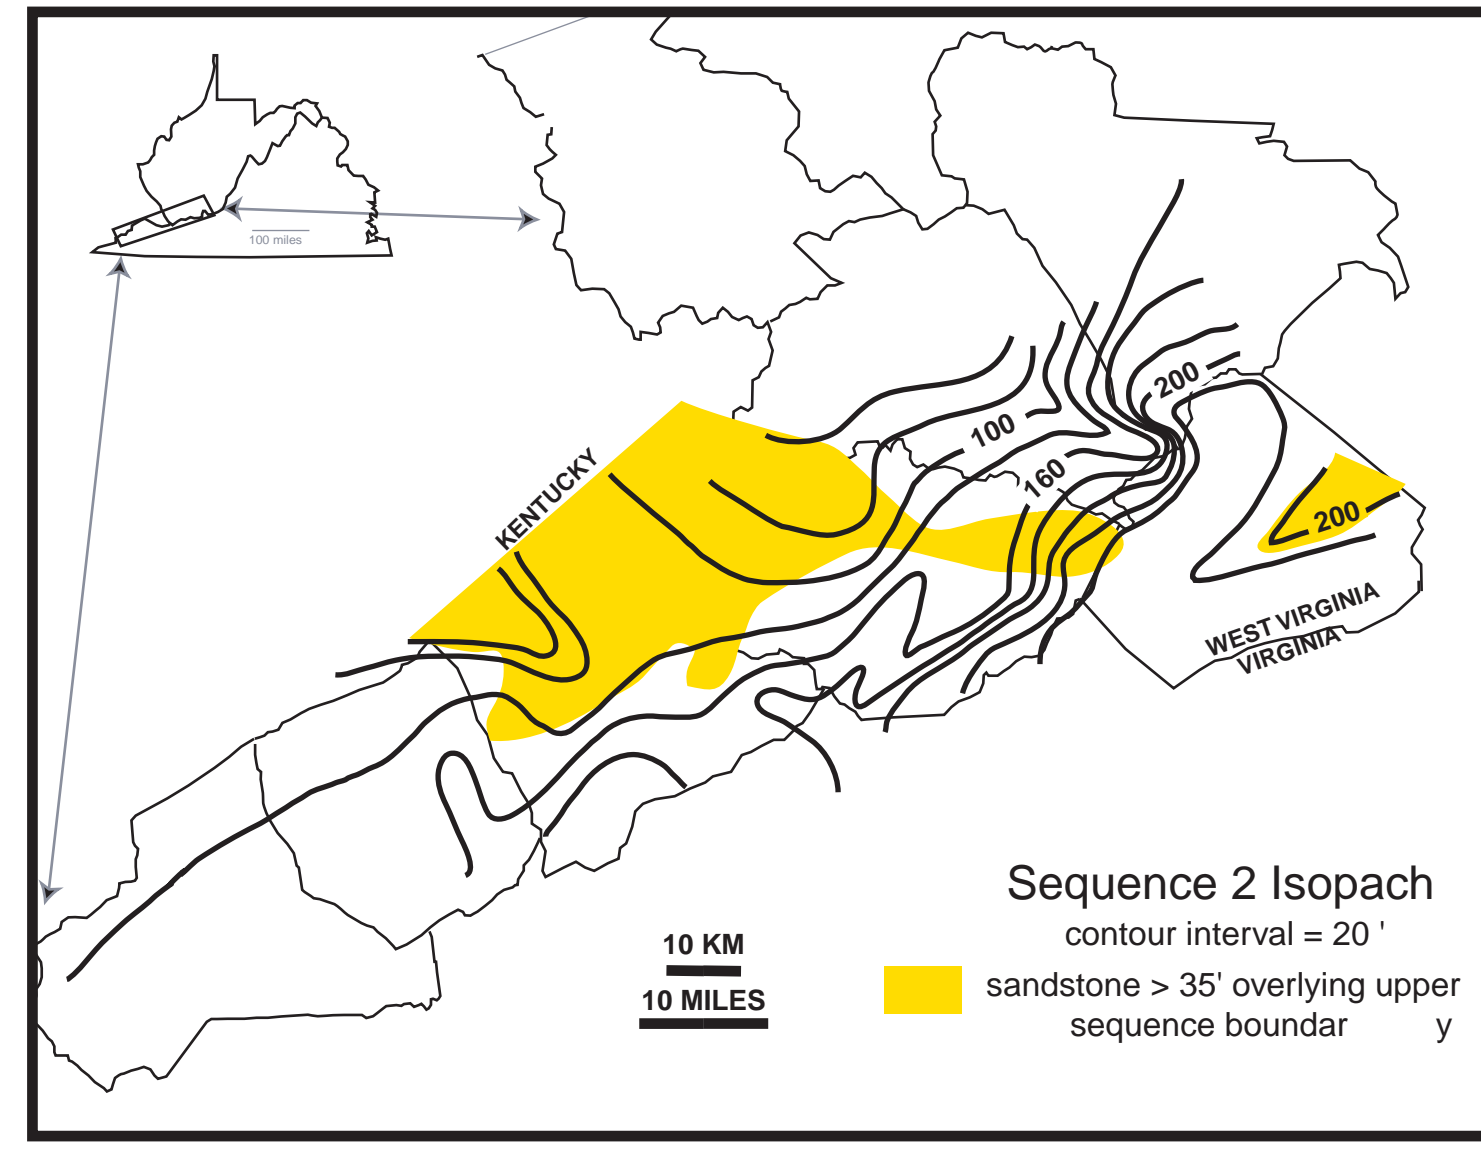 100 miles
200
100
160
KENTUCKY
200
WEST VIRGINIA
VIRGINIA
Sequence 2 Isopach
contour interval = 20 '
10 KM
10 MILES
sandstone > 35' overlying upper
sequence boundar y